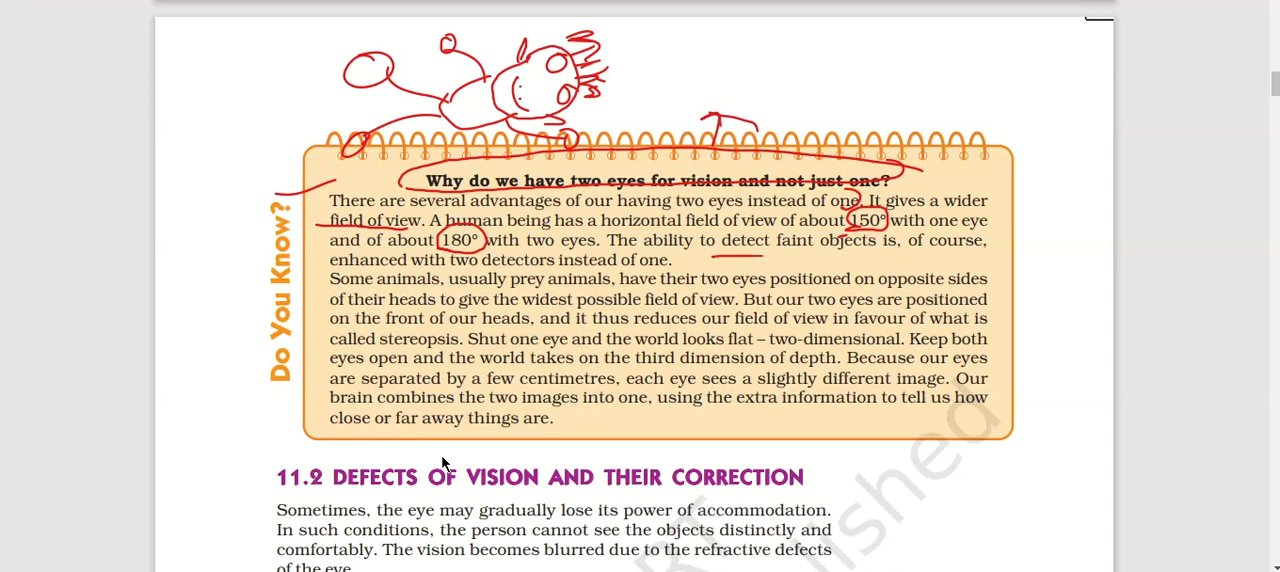 Why do we have two eyes for vision and not just one?
There are several advantages of our having two eyes instead of one. It gives a wider
field of view. A human being has a horizontal field of view of about 150° with one eye
and of about 180° with two eyes. The ability to detect faint objects is, of course,
enhanced with two detectors instead of one.
Some animals, usually prey animals, have their two eyes positioned on opposite sides
of their heads to give the widest possible field of view. But our two eyes are positioned
on the front of our heads, and it thus reduces our field of view in favour of what is
called stereopsis. Shut one eye and the world looks flat – two-dimensional. Keep both
eyes open and the world takes on the third dimension of depth. Because our eyes
are separated by a few centimetres, each eye sees a slightly different image. Our
brain combines the two images into one, using the extra information to tell us how
close or far away things are.
Do You Know?
11.2 DEFECTS OF VISION AND THEIR CORRECTION
Sometimes, the eye may gradually lose its power of accommodation.
In such conditions, the person cannot see the objects distinctly and
comfortably. The vision becomes blurred due to the refractive defects
of the eye.